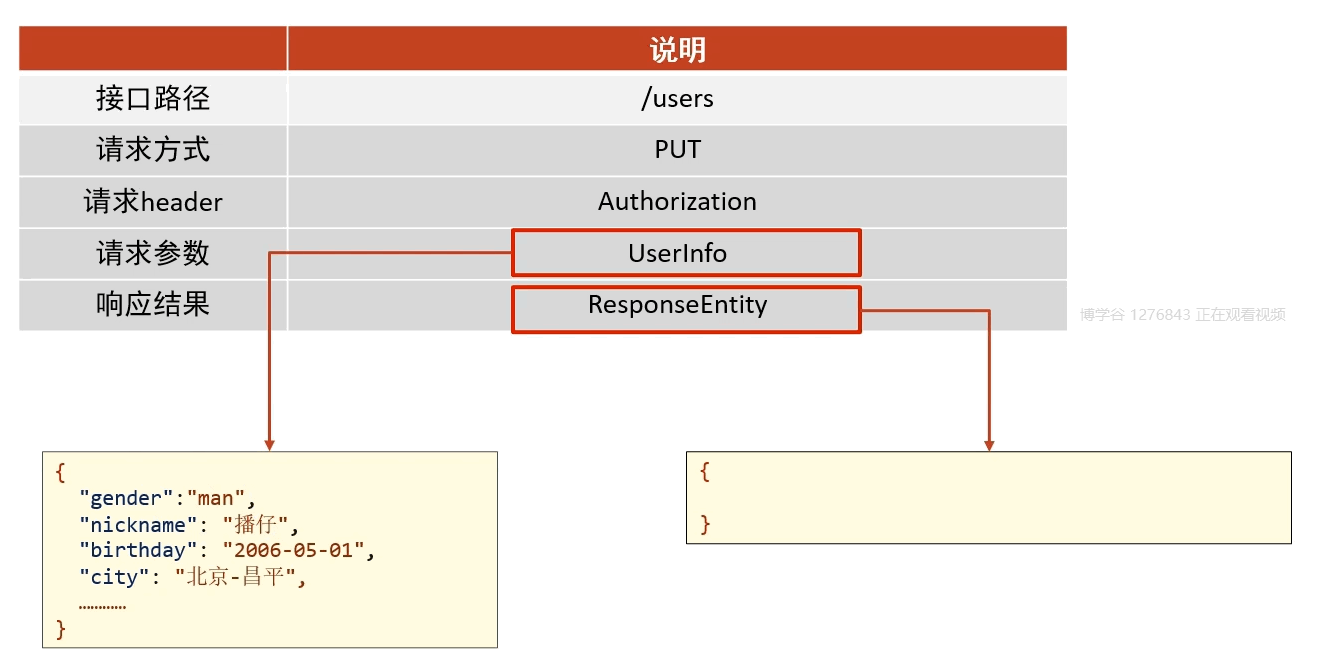 说明
接口路径 /users
请求方式 PUT
请求header Authorization
请求参数 UserInfo
响应结果 ResponseEntity
博学谷 1276843 正在观看视频
{
"gender":"man",
"nickname": "播仔",
"birthday": "2006-05-01",
"city": "北京-昌平",
…………
}
{
}